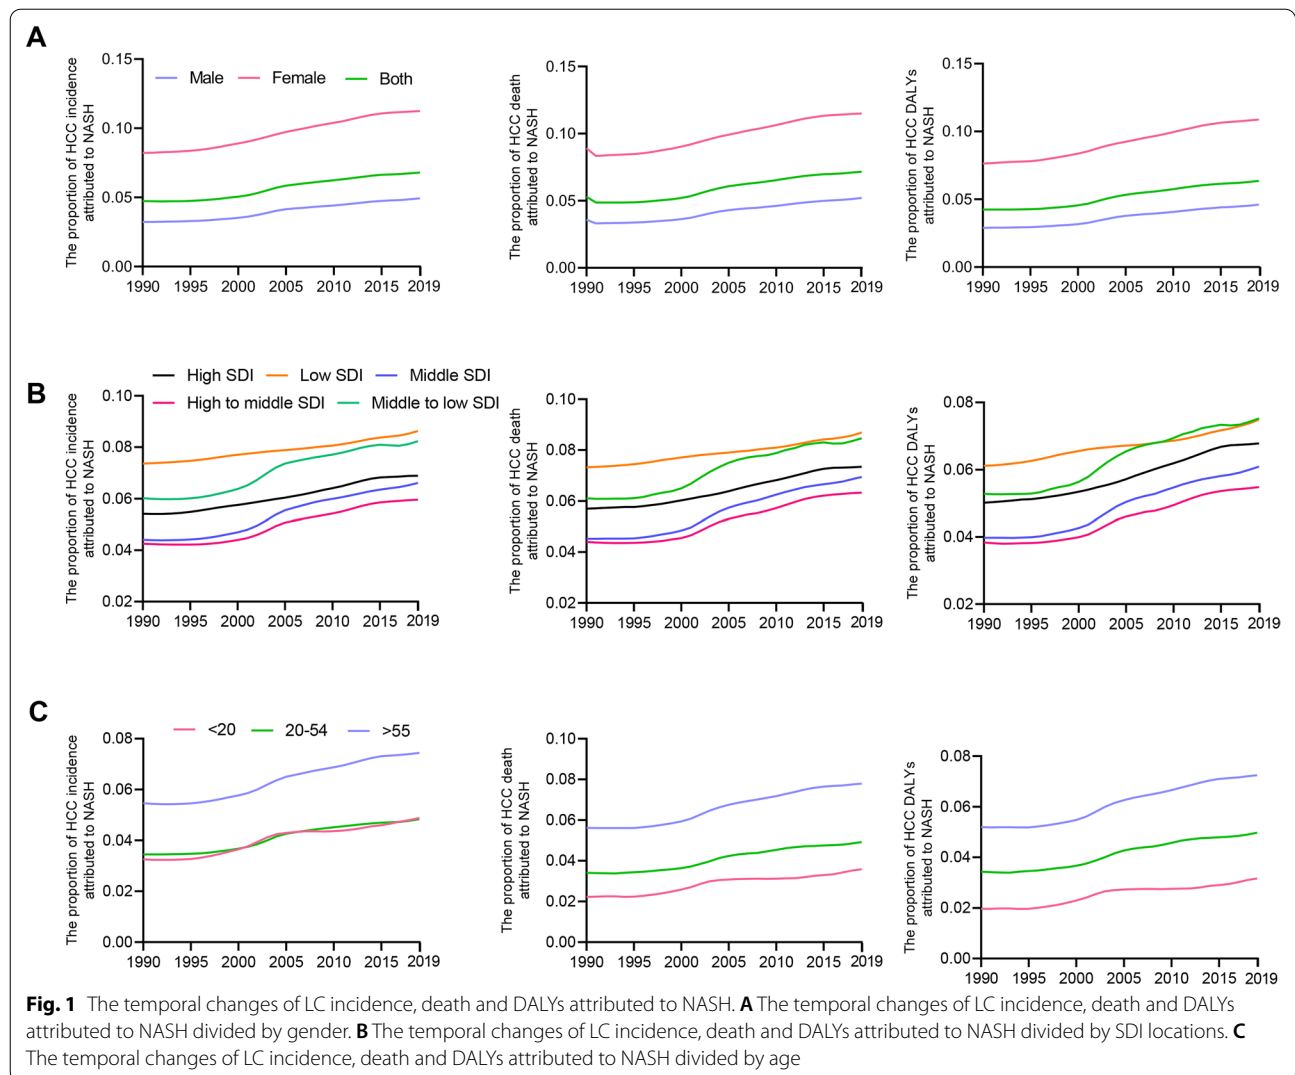 A
The proportion of HCC incidence
attributed to NASH
0.15
0.10
0.05
0.00
Male Female Both
1990 1995 2000 2005 2010 2015 2019
The proportion of HCC death
attributed to NASH
0.15
0.10
0.05
0.00
1990 1995 2000 2005 2010 2015 2019
The proportion of HCC DALYs
attributed to NASH
0.15
0.10
0.05
0.00
1990 1995 2000 2005 2010 2015 2019
B
High SDI Low SDI Middle SDI
High to middle SDI Middle to low SDI
The proportion of HCC incidence
attributed to NASH
0.10
0.08
0.06
0.04
0.02
1990 1995 2000 2005 2010 2015 2019
The proportion of HCC death
attributed to NASH
0.10
0.08
0.06
0.04
0.02
1990 1995 2000 2005 2010 2015 2019
The proportion of HCC DALYs
attributed to NASH
0.08
0.06
0.04
0.02
1990 1995 2000 2005 2010 2015 2019
C
<20 20-54 >55
The proportion of HCC incidence
attributed to NASH
0.08
0.06
0.04
0.02
0.00
1990 1995 2000 2005 2010 2015 2019
The proportion of HCC death
attributed to NASH
0.10
0.08
0.06
0.04
0.02
0.00
1990 1995 2000 2005 2010 2015 2019
The proportion of HCC DALYs
attributed to NASH
0.08
0.06
0.04
0.02
0.00
1990 1995 2000 2005 2010 2015 2019
Fig. 1 The temporal changes of LC incidence, death and DALYs attributed to NASH. A The temporal changes of LC incidence, death and DALYs
attributed to NASH divided by gender. B The temporal changes of LC incidence, death and DALYs attributed to NASH divided by SDI locations. C
The temporal changes of LC incidence, death and DALYs attributed to NASH divided by age